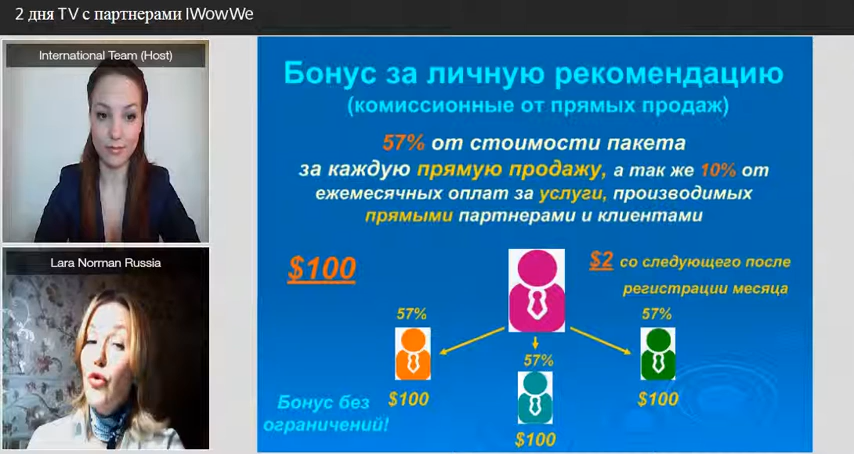 2 дня TV с партнерами IWowWe
International Team (Host)
Lara Norman Russia
Бонус за личную рекомендацию
(комиссионные от прямых продаж)
57% от стоимости пакета
за каждую прямую продажу, а так же 10% от
ежемесячных оплат за услуги, производимых
прямыми партнерами и клиентами
$100
$2 со следующего после
регистрации месяца
57%
57%
57%
$100
$100
$100
Бонус без
ограничений!